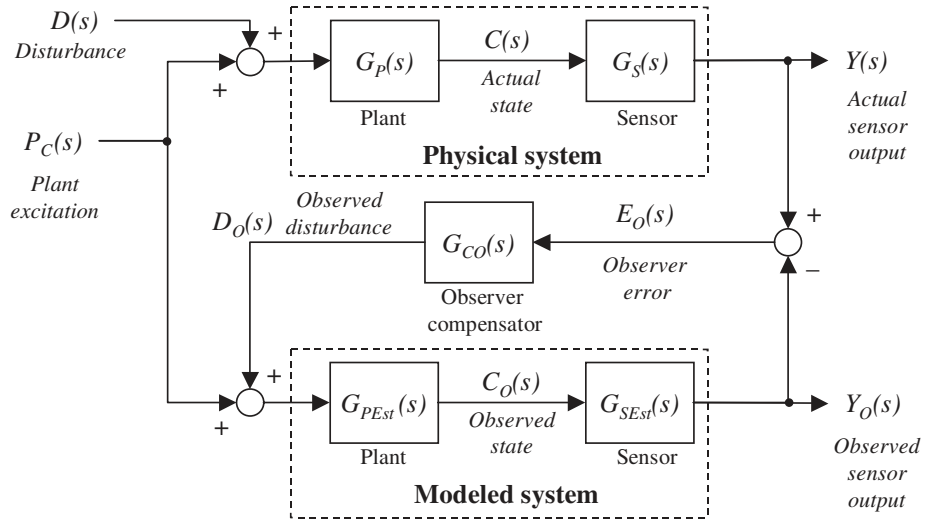 D(s)
Disturbance
+
+
G_P(s)
Plant
C(s)
Actual
state
G_S(s)
Sensor
Physical system
Y(s)
Actual
sensor
output
P_C(s)
Plant
excitation
D_O(s)
Observed
disturbance
G_CO(s)
Observer
compensator
E_O(s)
Observer
error
+
–
+
+
G_PEst(s)
Plant
C_O(s)
Observed
state
G_SEst(s)
Sensor
Modeled system
Y_O(s)
Observed
sensor
output